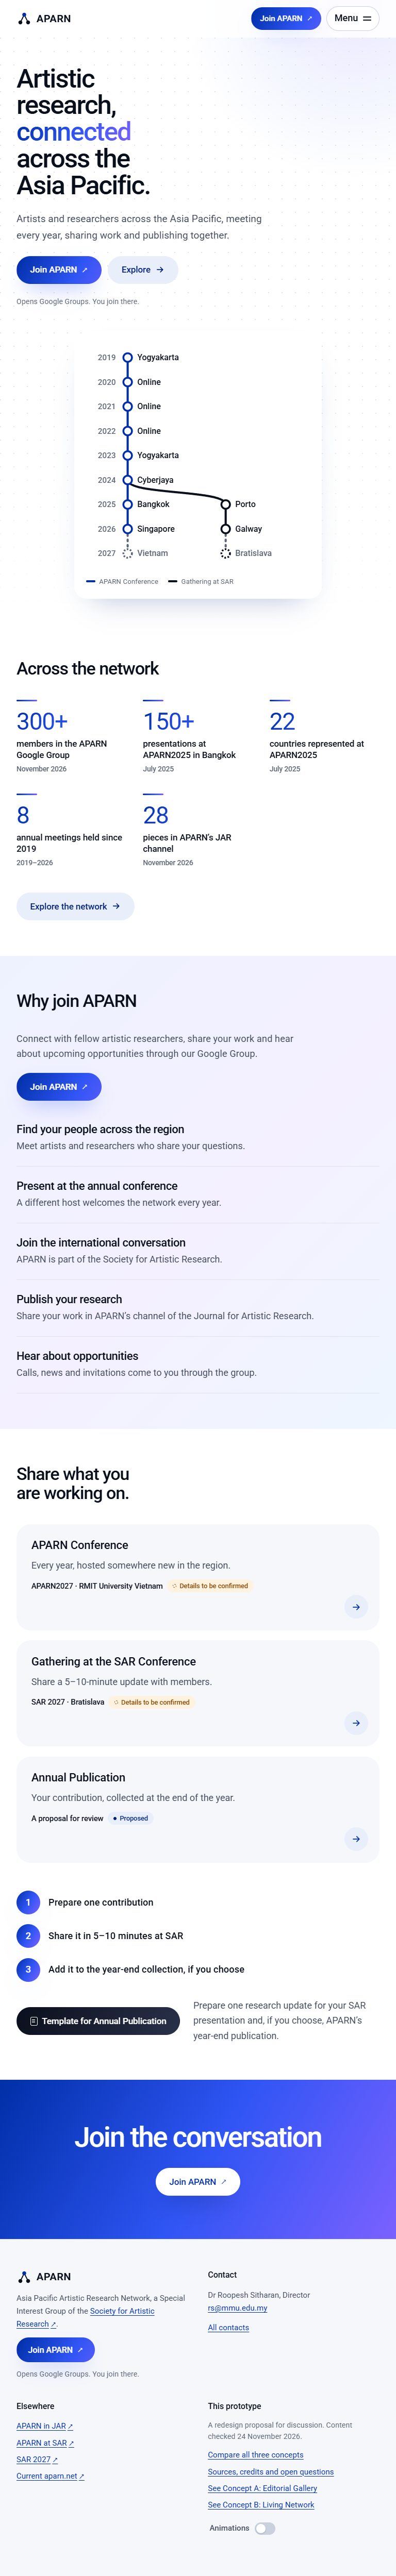 APARN
Join APARN ↗
Menu
Artistic
research,
connected
across the
Asia Pacific.
Artists and researchers across the Asia Pacific, meeting
every year, sharing work and publishing together.
Join APARN ↗
Explore →
Opens Google Groups. You join there.
2019 Yogyakarta
2020 Online
2021 Online
2022 Online
2023 Yogyakarta
2024 Cyberjaya
2025 Bangkok Porto
2026 Singapore Galway
2027 Vietnam Bratislava
APARN Conference Gathering at SAR
Across the network
300+
members in the APARN
Google Group
November 2026
150+
presentations at
APARN2025 in Bangkok
July 2025
22
countries represented at
APARN2025
July 2025
8
annual meetings held since
2019
2019–2026
28
pieces in APARN's JAR
channel
November 2026
Explore the network →
Why join APARN
Connect with fellow artistic researchers, share your work and hear
about upcoming opportunities through our Google Group.
Join APARN ↗
Find your people across the region
Meet artists and researchers who share your questions.
Present at the annual conference
A different host welcomes the network every year.
Join the international conversation
APARN is part of the Society for Artistic Research.
Publish your research
Share your work in APARN's channel of the Journal for Artistic Research.
Hear about opportunities
Calls, news and invitations come to you through the group.
Share what you
are working on.
APARN Conference
Every year, hosted somewhere new in the region.
APARN2027 · RMIT University Vietnam Details to be confirmed
→
Gathering at the SAR Conference
Share a 5–10-minute update with members.
SAR 2027 · Bratislava Details to be confirmed
→
Annual Publication
Your contribution, collected at the end of the year.
A proposal for review Proposed
→
1 Prepare one contribution
2 Share it in 5–10 minutes at SAR
3 Add it to the year-end collection, if you choose
Template for Annual Publication
Prepare one research update for your SAR
presentation and, if you choose, APARN's
year-end publication.
Join the conversation
Join APARN ↗
APARN
Asia Pacific Artistic Research Network, a Special
Interest Group of the Society for Artistic
Research ↗.
Join APARN ↗
Opens Google Groups. You join there.
Contact
Dr Roopesh Sitharan, Director
rs@mmu.edu.my
All contacts
Elsewhere
APARN in JAR ↗
APARN at SAR ↗
SAR 2027 ↗
Current aparn.net ↗
This prototype
A redesign proposal for discussion. Content
checked 24 November 2026.
Compare all three concepts
Sources, credits and open questions
See Concept A: Editorial Gallery
See Concept B: Living Network
Animations